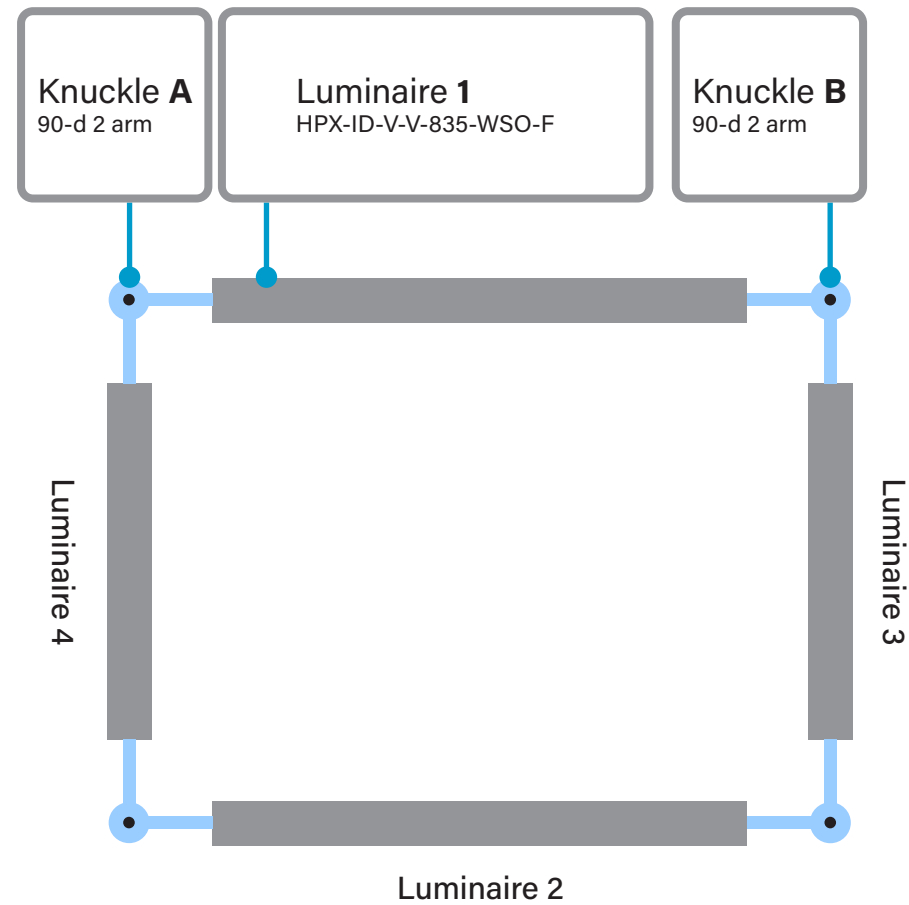 Knuckle A
90-d 2 arm
Luminaire 1
HPX-ID-V-V-835-WSO-F
Knuckle B
90-d 2 arm
Luminaire 4
Luminaire 3
Luminaire 2